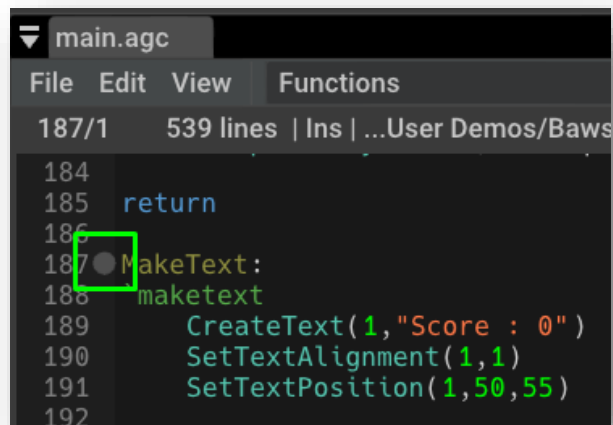 main.agc
File Edit View Functions
187/1 539 lines | Ins | ...User Demos/Baws
184
185 return
186
187 MakeText:
188 `maketext
189 CreateText(1,"Score : 0")
190 SetTextAlignment(1,1)
191 SetTextPosition(1,50,55)
192